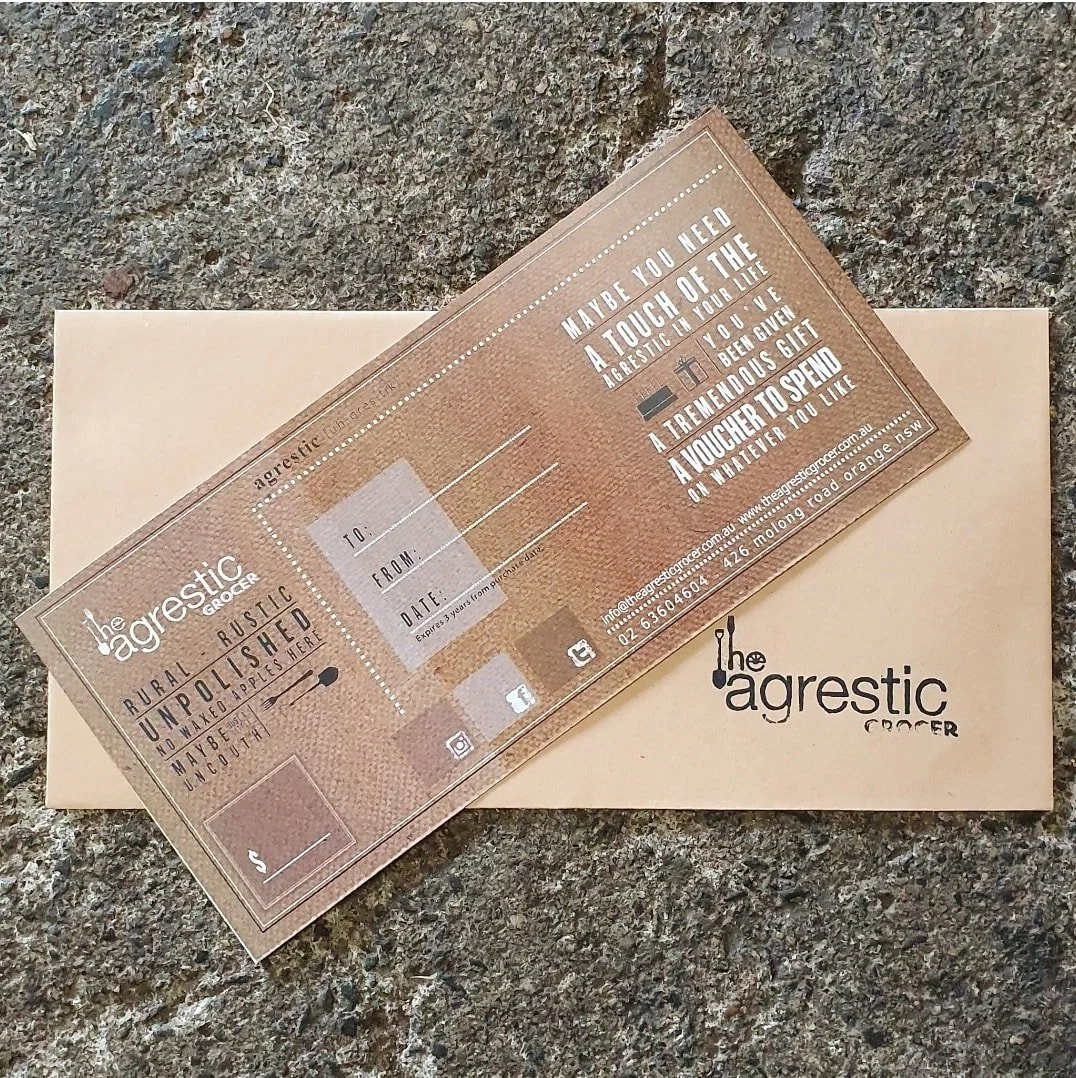 the
agrestic
GROCER
RURAL - RUSTIC
UNPOLISHED
NO WAXED APPLES HERE
MAYBE
UNCOUTH
$
agrestic
TO:
FROM:
DATE:
Expires 3 years from purchase date
MAYBE YOU NEED
A TOUCH OF THE
AGRESTIC IN YOUR LIFE
YOU'VE
BEEN GIVEN
A TREMENDOUS GIFT
A VOUCHER TO SPEND
ON WHATEVER YOU LIKE
info@theagresticgrocer.com.au www.theagresticgrocer.com.au
02 63604604 . 426 molong road orange nsw
the
agrestic
GROCER